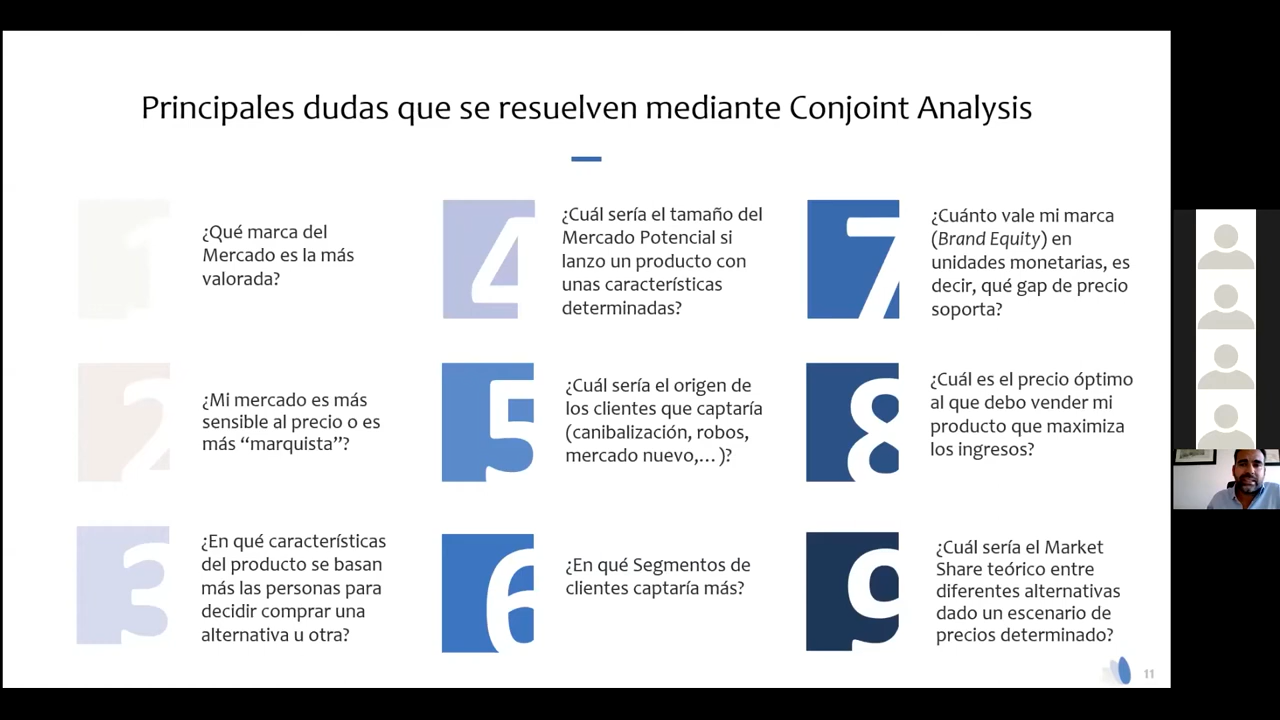 Principales dudas que se resuelven mediante Conjoint Analysis
1
¿Qué marca del
Mercado es la más
valorada?
2
¿Mi mercado es más
sensible al precio o es
más “marquista”?
3
¿En qué características
del producto se basan
más las personas para
decidir comprar una
alternativa u otra?
4
¿Cuál sería el tamaño del
Mercado Potencial si
lanzo un producto con
unas características
determinadas?
5
¿Cuál sería el origen de
los clientes que captaría
(canibalización, robos,
mercado nuevo,… )?
6
¿En qué Segmentos de
clientes captaría más?
7
¿Cuánto vale mi marca
(Brand Equity) en
unidades monetarias, es
decir, qué gap de precio
soporta?
8
¿Cuál es el precio óptimo
al que debo vender mi
producto que maximiza
los ingresos?
9
¿Cuál sería el Market
Share teórico entre
diferentes alternativas
dado un escenario de
precios determinado?
11